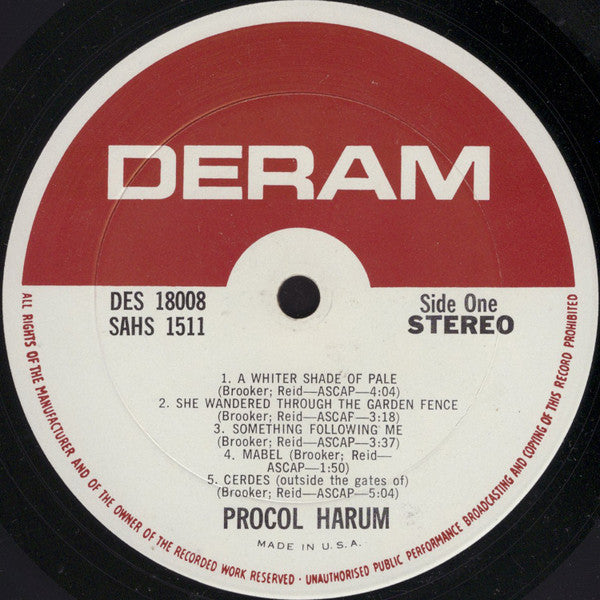 DERAM
DES 18008
SAHS 1511
Side One
STEREO
1. A WHITER SHADE OF PALE
(Brooker; Reid—ASCAP—4:04)
2. SHE WANDERED THROUGH THE GARDEN FENCE
(Brooker; Reid—ASCAP—3:18)
3. SOMETHING FOLLOWING ME
(Brooker; Reid—ASCAP—3:37)
4. MABEL (Brooker; Reid—
ASCAP—1:50)
5. CERDES (outside the gates of)
(Brooker; Reid—ASCAP—5:04)
PROCOL HARUM
MADE IN U.S.A.
ALL RIGHTS OF THE MANUFACTURER AND OF THE OWNER OF THE RECORDED WORK RESERVED · UNAUTHORISED PUBLIC PERFORMANCE BROADCASTING AND COPYING OF THIS RECORD PROHIBITED